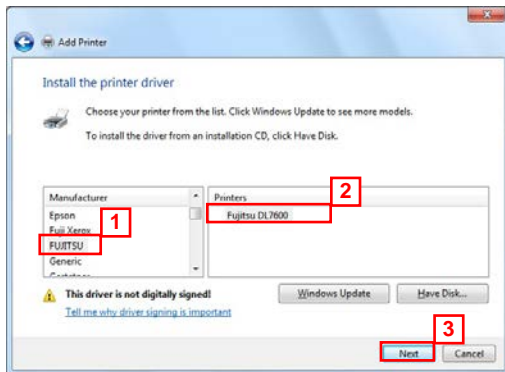 Add Printer
Install the printer driver
Choose your printer from the list. Click Windows Update to see more models.
To install the driver from an installation CD, click Have Disk.
Manufacturer
Printers
Epson
Fuji Xerox
FUJITSU
Generic
1
Fujitsu DL7600
2
This driver is not digitally signed!
Tell me why driver signing is important
Windows Update
Have Disk...
3
Next
Cancel